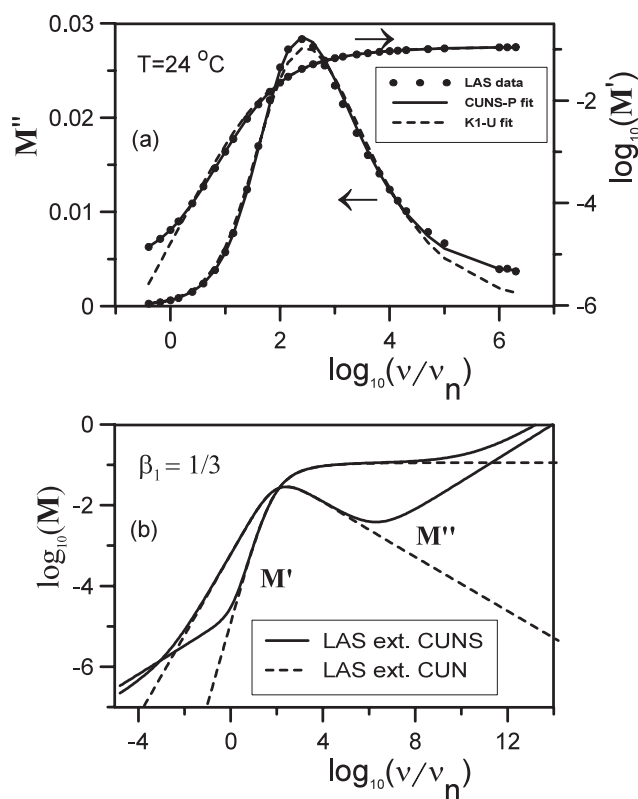 0.03
0.02
0.01
0
M''
T=24 °C
(a)
LAS data
CUNS-P fit
K1-U fit
-2
-4
-6
log₁₀(M')
0 2 4 6
log₁₀(ν/νₙ)
0
-2
-4
-6
log₁₀(M)
β₁ = 1/3
(b)
M''
M'
LAS ext. CUNS
LAS ext. CUN
-4 0 4 8 12
log₁₀(ν/νₙ)